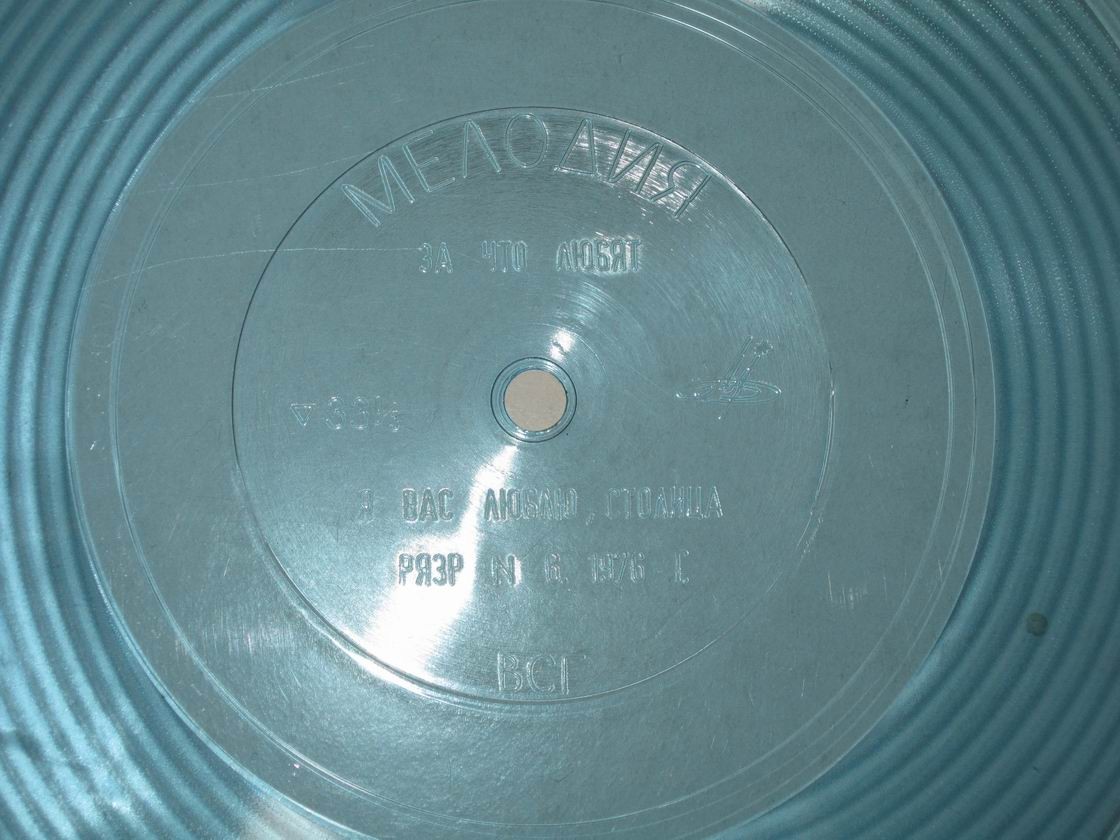 МЕЛОДИЯ
ЗА ЧТО ЛЮБЯТ
▽33⅓
Я ВАС ЛЮБЛЮ, СТОЛИЦА
РЯЗР N 6. 1976 - I.
ВСГ